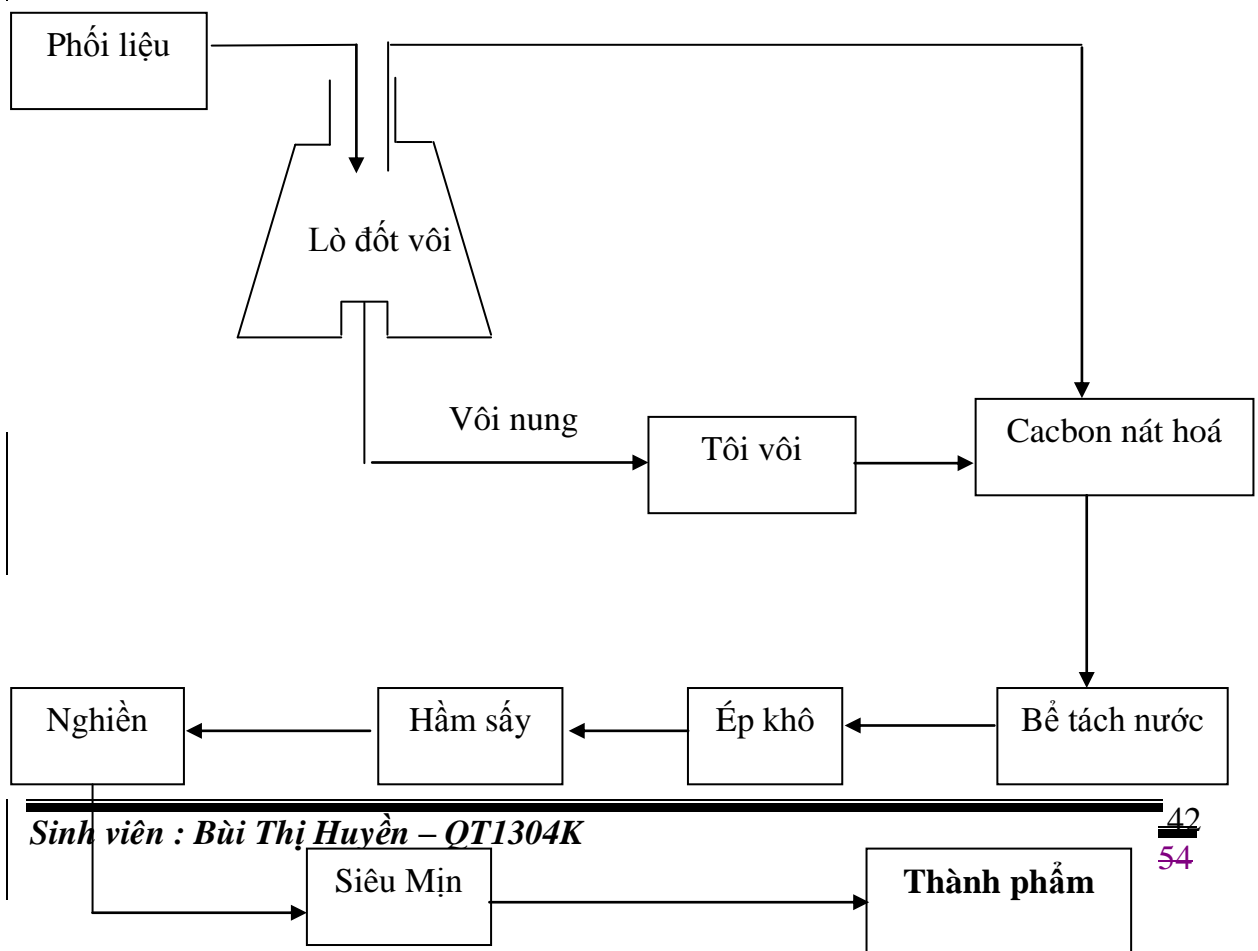 Phối liệu
Lò đốt vôi
Vôi nung
Tôi vôi
Cacbon nát hoá
Nghiền
Hầm sấy
Ép khô
Bể tách nước
Sinh viên : Bùi Thị Huyền – QT1304K
42
54
Siêu Mịn
Thành phẩm